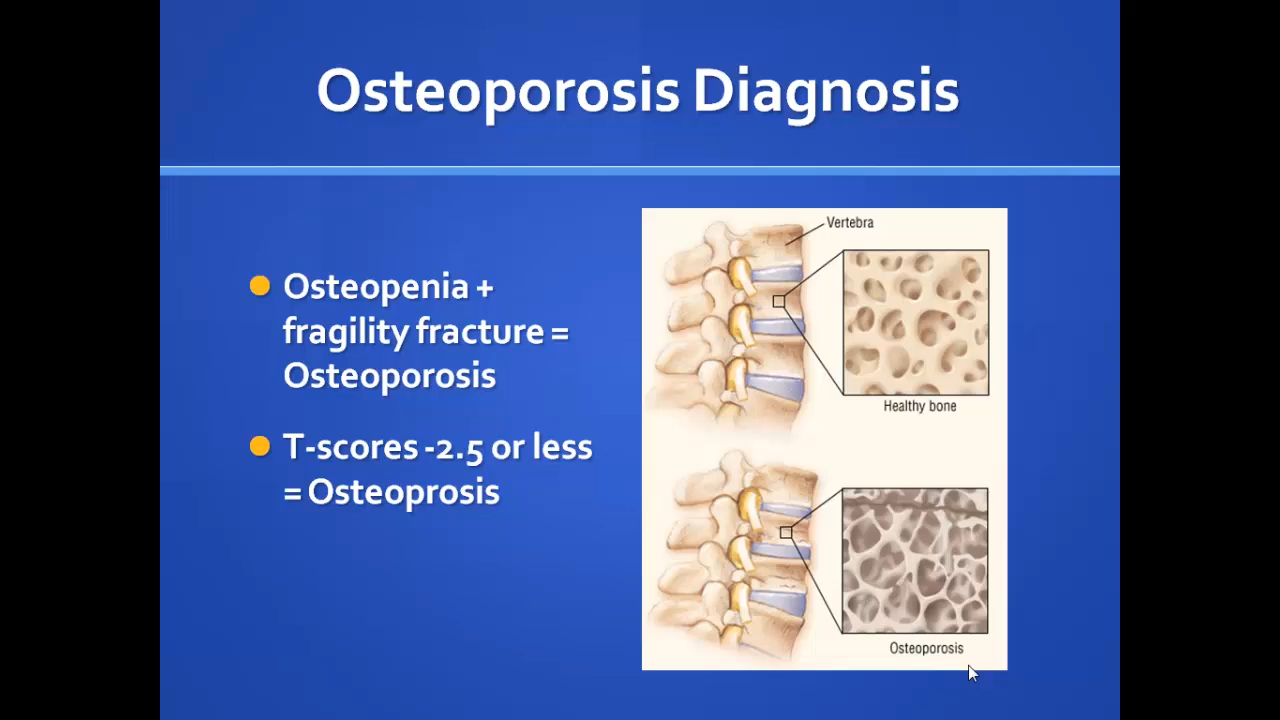 Osteoporosis Diagnosis
Osteopenia +
fragility fracture =
Osteoporosis
T-scores -2.5 or less
= Osteoprosis
Vertebra
Healthy bone
Osteoporosis